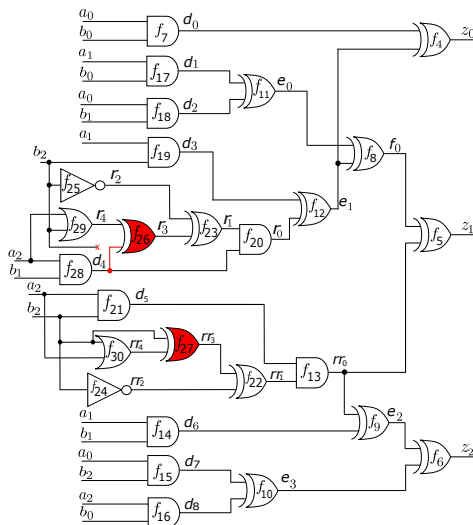 a₀ d₀ z₀
b₀ f₇ f₄
a₁ d₁
b₀ f₁₇ e₀
a₀ d₂ f₁₁
b₁ f₁₈
a₁ d₃ f₈ f₀
b₂ f₁₉
f₂₅ r₂ f₁₂ e₁
f₂₉ r₄ f₂₆ r₃ f₂₃ r₁ f₂₀ r₀ f₅ z₁
x
a₂ d₄
b₁ f₂₈
a₂ d₅
b₂ f₂₁
f₃₀ rr₄ f₂₇ rr₃
f₂₄ rr₂ f₂₂ rr₁ f₁₃ rr₀
a₁ d₆ f₉ e₂
b₁ f₁₄
a₀ d₇ f₆ z₂
b₂ f₁₅ f₁₀ e₃
a₂ d₈
b₀ f₁₆